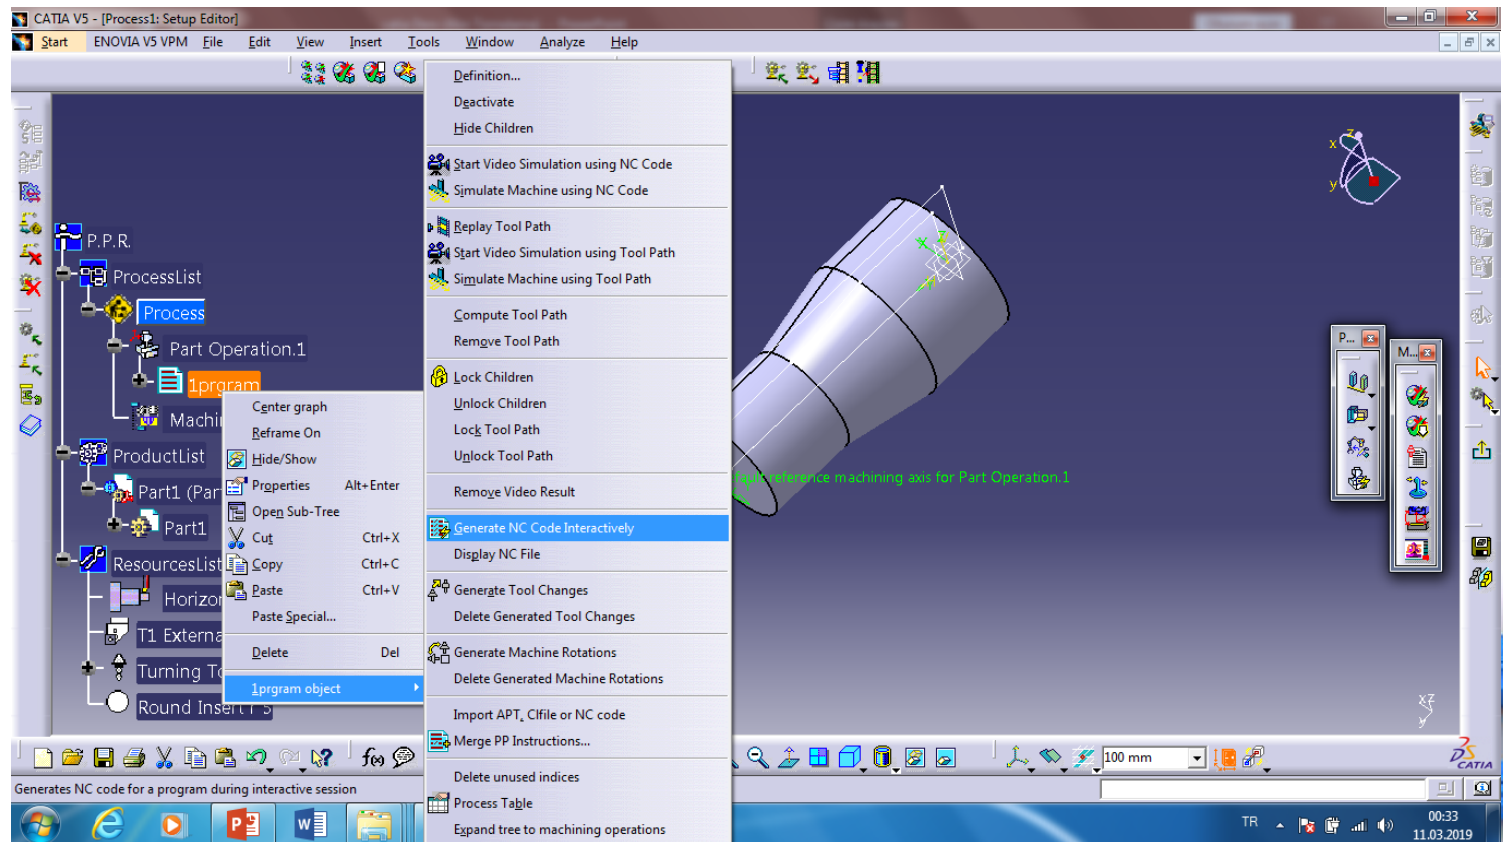 CATIA V5 - [Process1: Setup Editor]
Start ENOVIA V5 VPM File Edit View Insert Tools Window Analyze Help
P.P.R.
ProcessList
Process
Part Operation.1
1prgram
Machi
ProductList
Part1 (Par
Part1
ResourcesList
Horizor
T1 Externa
Turning To
Round Insert r 5
Center graph
Reframe On
Hide/Show
Properties Alt+Enter
Open Sub-Tree
Cut Ctrl+X
Copy Ctrl+C
Paste Ctrl+V
Paste Special...
Delete Del
1prgram object
Definition...
Deactivate
Hide Children
Start Video Simulation using NC Code
Simulate Machine using NC Code
Replay Tool Path
Start Video Simulation using Tool Path
Simulate Machine using Tool Path
Compute Tool Path
Remove Tool Path
Lock Children
Unlock Children
Lock Tool Path
Unlock Tool Path
Remove Video Result
Generate NC Code Interactively
Display NC File
Generate Tool Changes
Delete Generated Tool Changes
Generate Machine Rotations
Delete Generated Machine Rotations
Import APT, Clfile or NC code
Merge PP Instructions...
Delete unused indices
Process Table
Expand tree to machining operations
reference machining axis for Part Operation.1
X
Z
H
z
x
y
P...
M...
xz
y
f(x)
100 mm
CATIA
Generates NC code for a program during interactive session
TR
00:33
11.03.2019